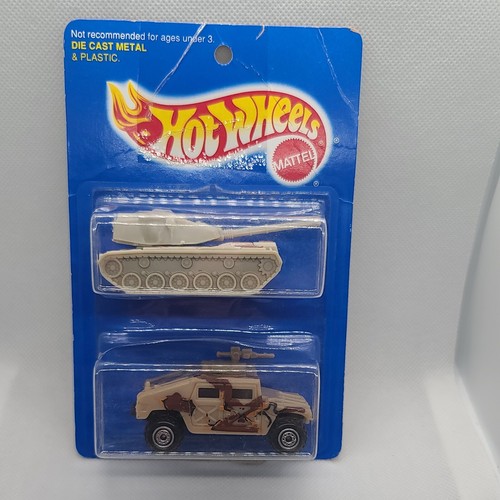 Not recommended for ages under 3.
DIE CAST METAL
& PLASTIC.
HOT WHEELS
MATTEL